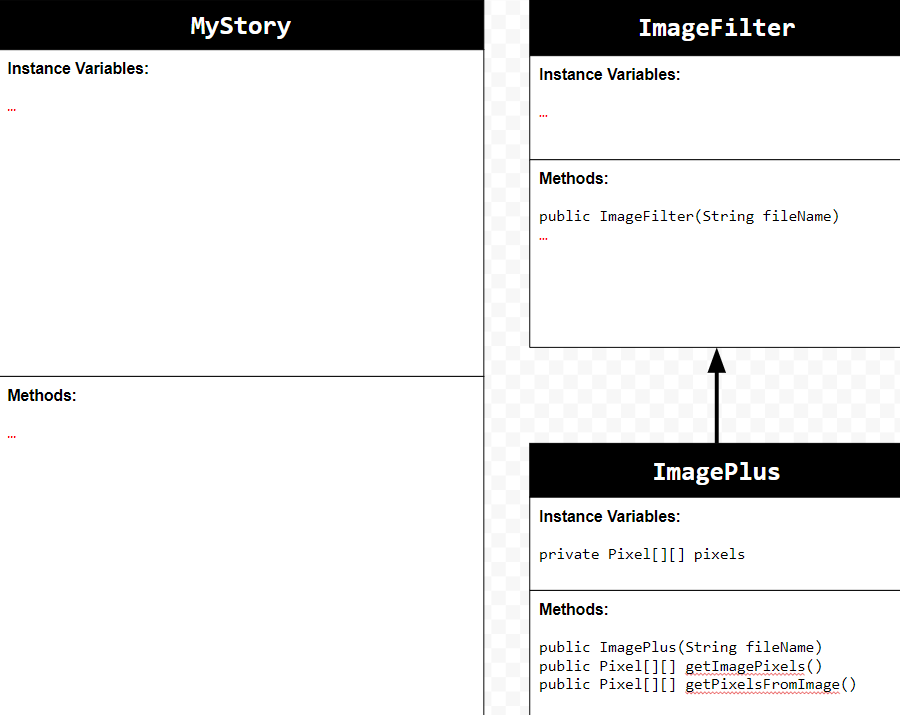 MyStory
Instance Variables:
…
Methods:
…
ImageFilter
Instance Variables:
…
Methods:
public ImageFilter(String fileName)
…
ImagePlus
Instance Variables:
private Pixel[][] pixels
Methods:
public ImagePlus(String fileName)
public Pixel[][] getImagePixels()
public Pixel[][] getPixelsFromImage()